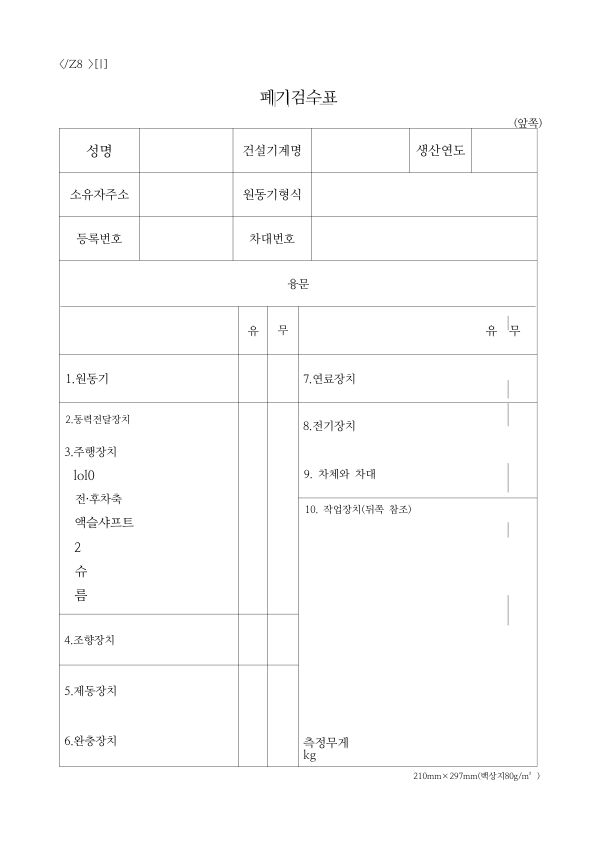 </Z8 >[|]
폐기검수표
(앞쪽)
성명 건설기계명 생산연도
소유자주소 원동기형식
등록번호 차대번호
용문
유 무 유 무
1.원동기 7.연료장치
2.동력전달장치
8.전기장치
3.주행장치
lol0 9. 차체와 차대
전·후차축
10. 작업장치(뒤쪽 참조)
액슬샤프트
2
슈
름
4.조향장치
5.제동장치
6.완충장치 측정무게
kg
210mm×297mm(백상지80g/㎡ )